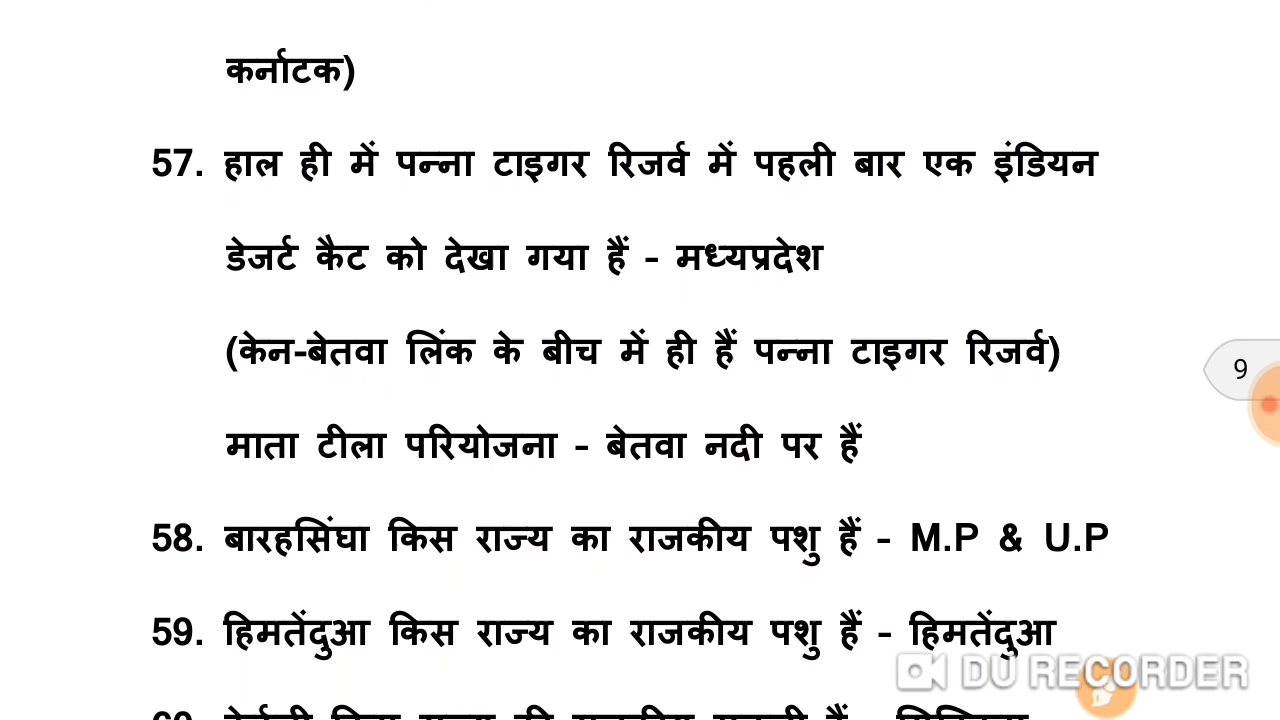 कर्नाटक)
57. हाल ही में पन्ना टाइगर रिजर्व में पहली बार एक इंडियन
डेजर्ट कैट को देखा गया हैं - मध्यप्रदेश
(केन-बेतवा लिंक के बीच में ही हैं पन्ना टाइगर रिजर्व)
9
माता टीला परियोजना - बेतवा नदी पर हैं
58. बारहसिंघा किस राज्य का राजकीय पशु हैं - M.P & U.P
59. हिमतेंदुआ किस राज्य का राजकीय पशु हैं - हिमतेंदुआ
DU RECORDER